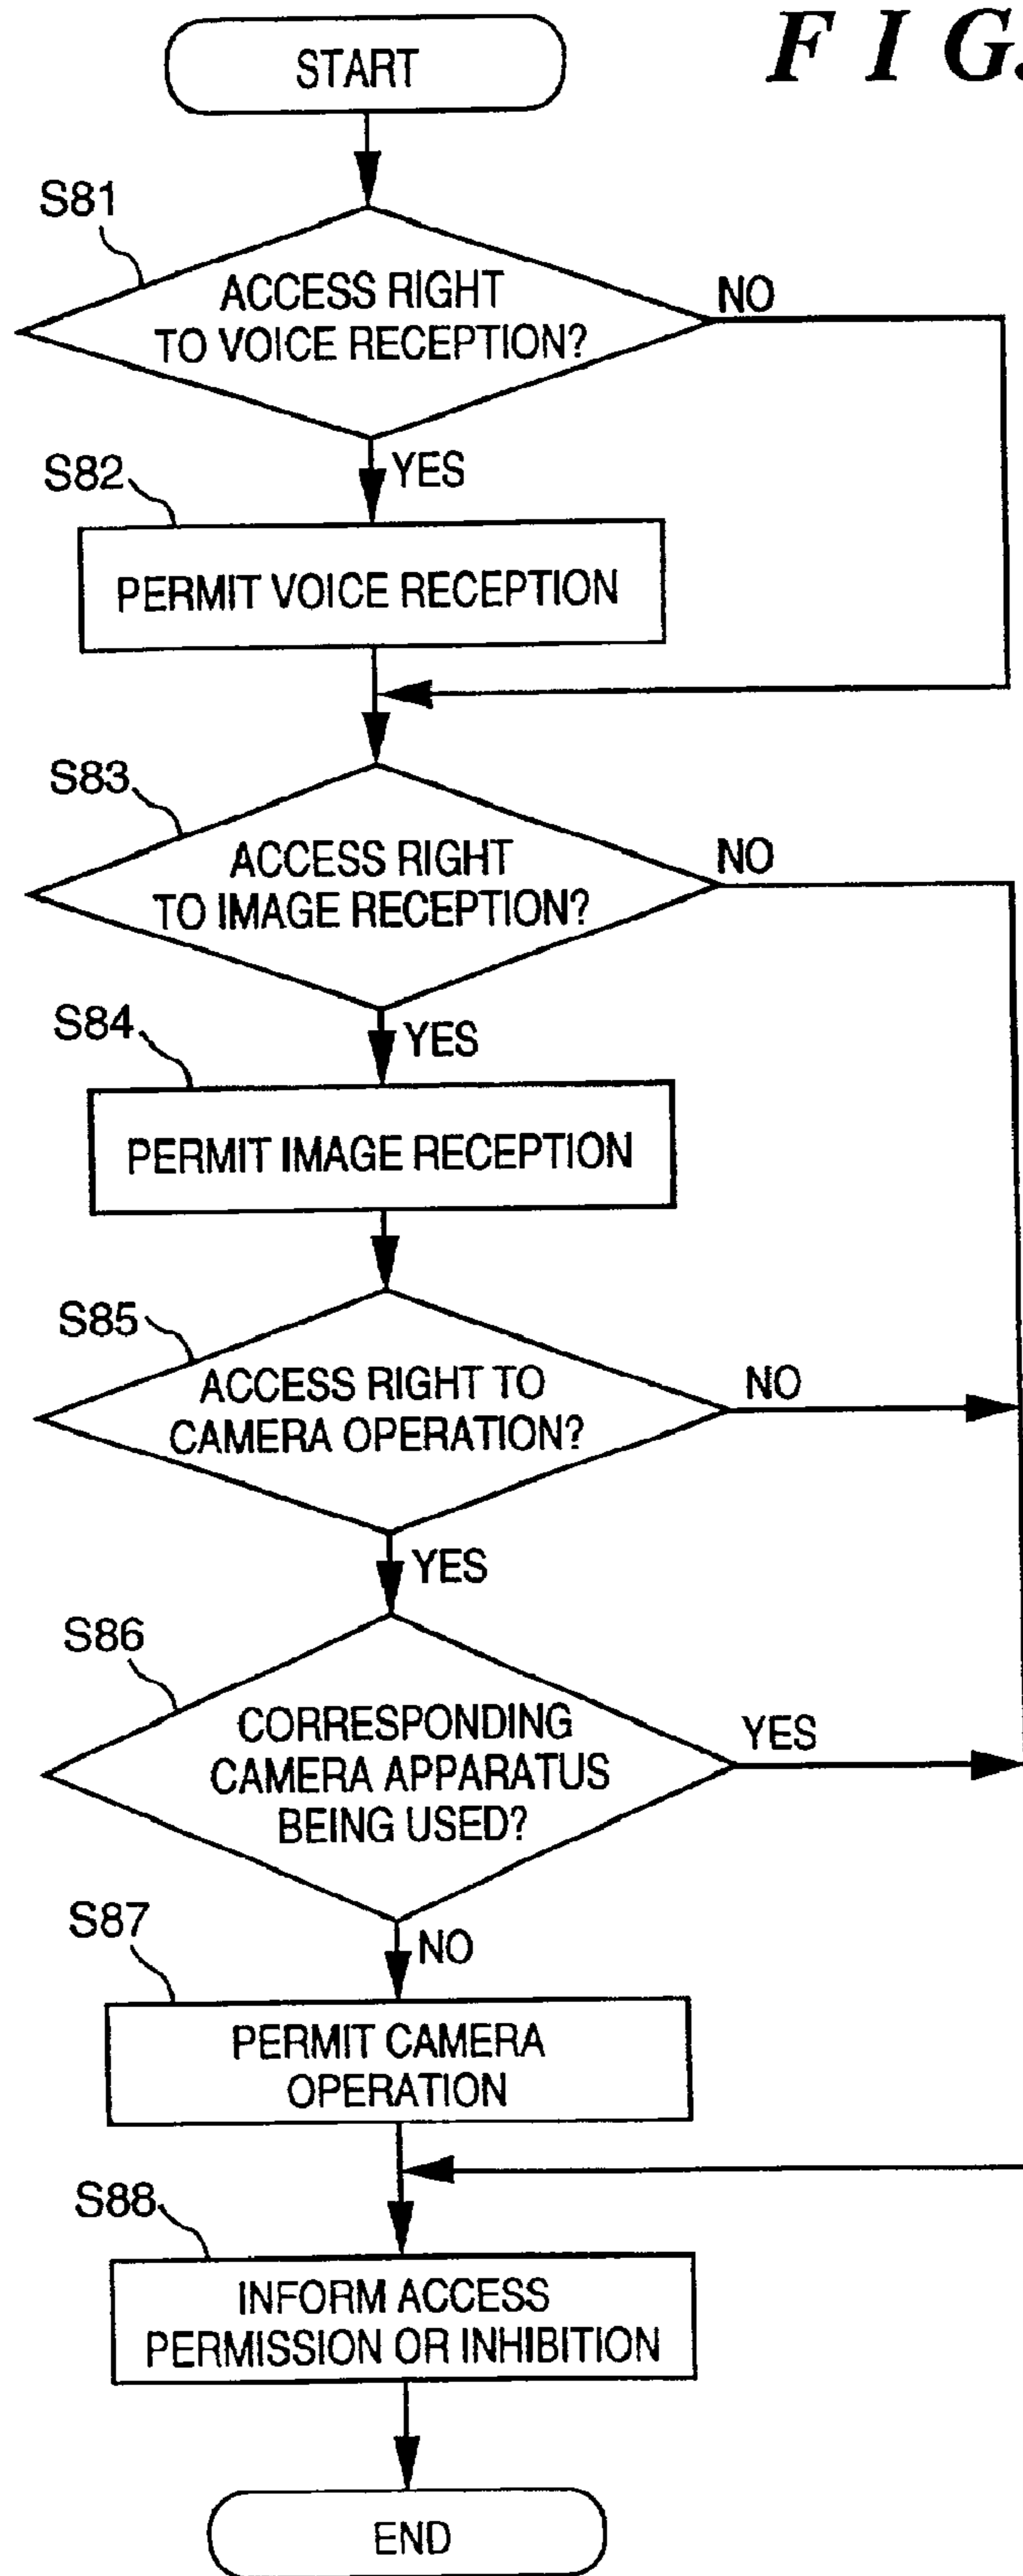 START
F I G.
S81
ACCESS RIGHT
TO VOICE RECEPTION?
NO
YES
S82
PERMIT VOICE RECEPTION
S83
ACCESS RIGHT
TO IMAGE RECEPTION?
NO
YES
S84
PERMIT IMAGE RECEPTION
S85
ACCESS RIGHT TO
CAMERA OPERATION?
NO
YES
S86
CORRESPONDING
CAMERA APPARATUS
BEING USED?
YES
NO
S87
PERMIT CAMERA
OPERATION
S88
INFORM ACCESS
PERMISSION OR INHIBITION
END